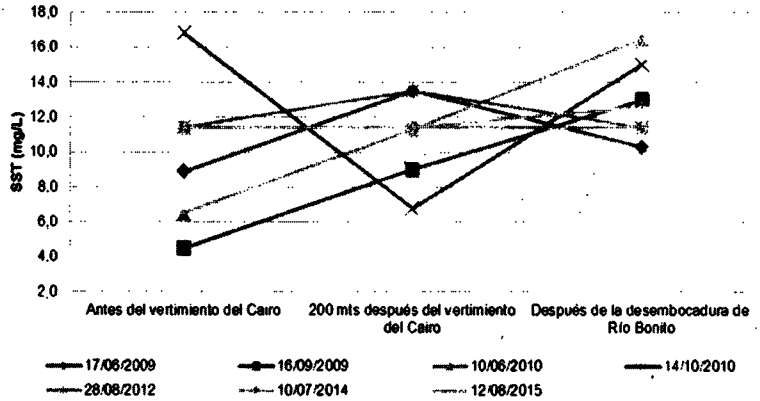 18,0
16,0
14,0
12,0
10,0
8,0
6,0
4,0
2,0
SST (mg/L)
Antes del vertimiento del Cairo
200 mts después del vertimiento
del Cairo
Después de la desembocadura de
Río Bonito
17/06/2009
16/09/2009
10/06/2010
14/10/2010
28/08/2012
10/07/2014
12/08/2015